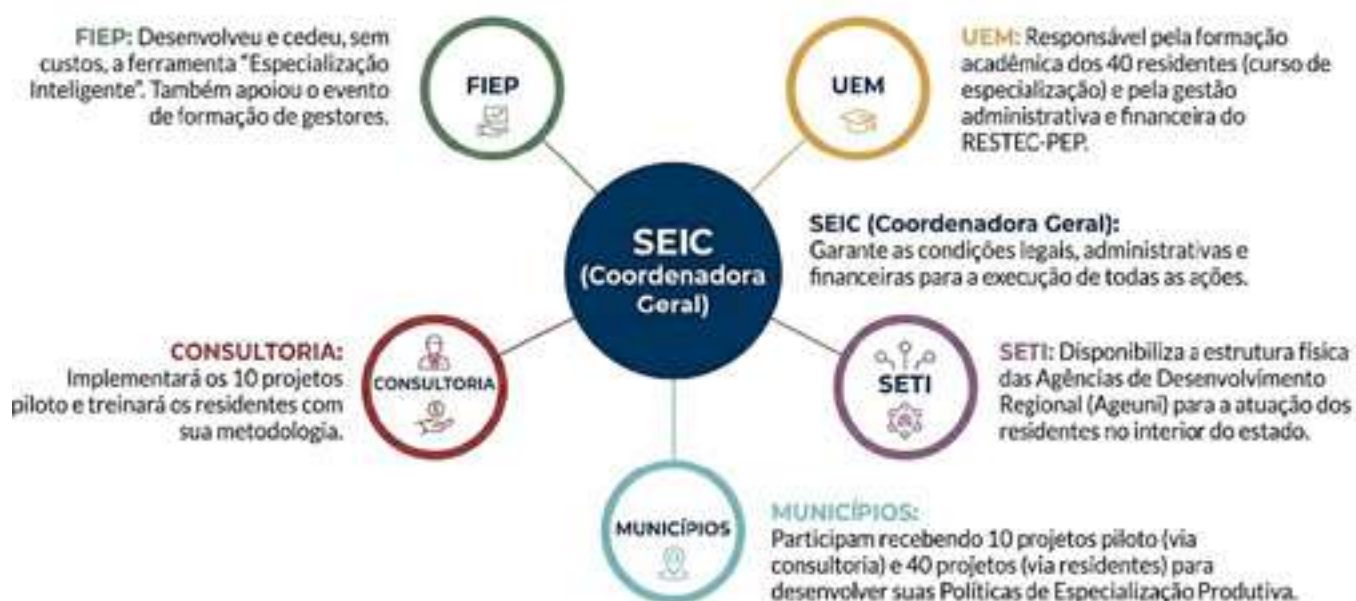 FIEP: Desenvolveu e cedeu, sem
custos, a ferramenta "Especialização
Inteligente". Também apoiou o evento
de formação de gestores.
FIEP
UEM
UEM: Responsável pela formação
acadêmica dos 40 residentes (curso de
especialização) e pela gestão
administrativa e financeira do
RESTEC-PEP.
SEIC
(Coordenadora
Geral)
SEIC (Coordenadora Geral):
Garante as condições legais, administrativas e
financeiras para a execução de todas as ações.
CONSULTORIA:
Implementará os 10 projetos
piloto e treinará os residentes com
sua metodologia.
CONSULTORIA
SETI
SETI: Disponibiliza a estrutura física
das Agências de Desenvolvimento
Regional (Ageuni) para a atuação dos
residentes no interior do estado.
MUNICÍPIOS
MUNICÍPIOS:
Participam recebendo 10 projetos piloto (via
consultoria) e 40 projetos (via residentes) para
desenvolver suas Políticas de Especialização Produtiva.